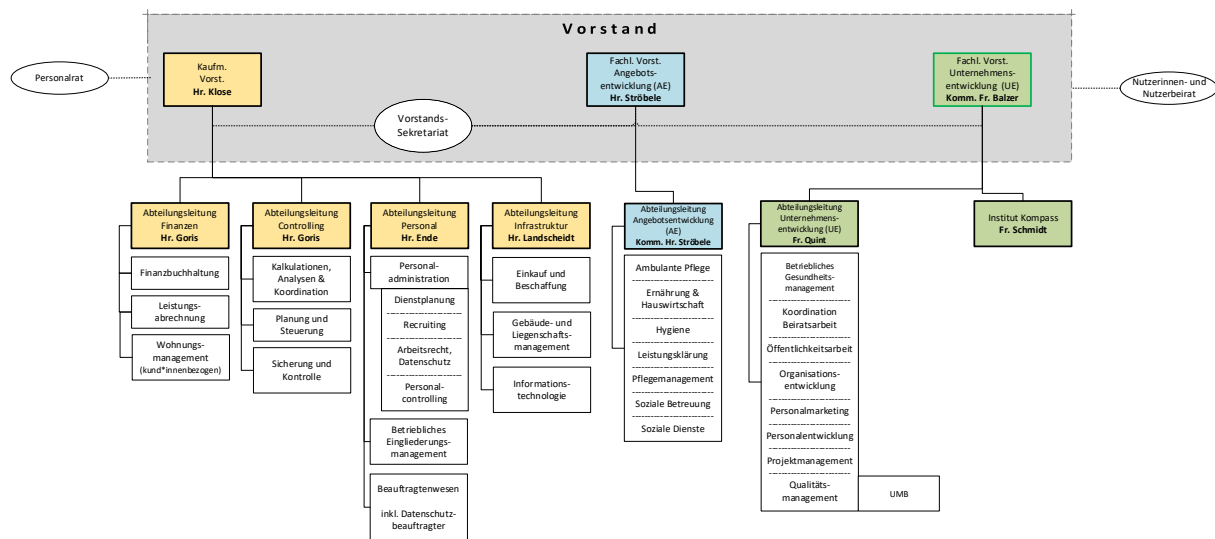 Vorstand
Personalrat
Kaufm.
Vorst.
Hr. Klose
Fachl. Vorst.
Angebots-
entwicklung (AE)
Hr. Ströbele
Fachl. Vorst.
Unternehmens-
entwicklung (UE)
Komm. Fr. Balzer
Nutzerinnen- und
Nutzerbeirat
Vorstands-
Sekretariat
Abteilungsleitung
Finanzen
Hr. Goris
Finanzbuchhaltung
Leistungs-
abrechnung
Wohnungs-
management
(kund*innenbezogen)
Abteilungsleitung
Controlling
Hr. Goris
Kalkulationen,
Analysen &
Koordination
Planung und
Steuerung
Sicherung und
Kontrolle
Abteilungsleitung
Personal
Hr. Ende
Personal-
administration
Dienstplanung
Recruiting
Arbeitsrecht,
Datenschutz
Personal-
controlling
Betriebliches
Eingliederungs-
management
Beauftragtenwesen
inkl. Datenschutz-
beauftragter
Abteilungsleitung
Infrastruktur
Hr. Landscheidt
Einkauf und
Beschaffung
Gebäude- und
Liegenschafts-
management
Informations-
technologie
Abteilungsleitung
Angebotsentwicklung
(AE)
Komm. Hr. Ströbele
Ambulante Pflege
Ernährung &
Hauswirtschaft
Hygiene
Leistungsklärung
Pflegemanagement
Soziale Betreuung
Soziale Dienste
Abteilungsleitung
Unternehmens-
entwicklung (UE)
Fr. Quint
Betriebliches
Gesundheits-
management
Koordination
Beiratsarbeit
Öffentlichkeitsarbeit
Organisations-
entwicklung
Personalmarketing
Personalentwicklung
Projektmanagement
Qualitäts-
management
UMB
Institut Kompass
Fr. Schmidt